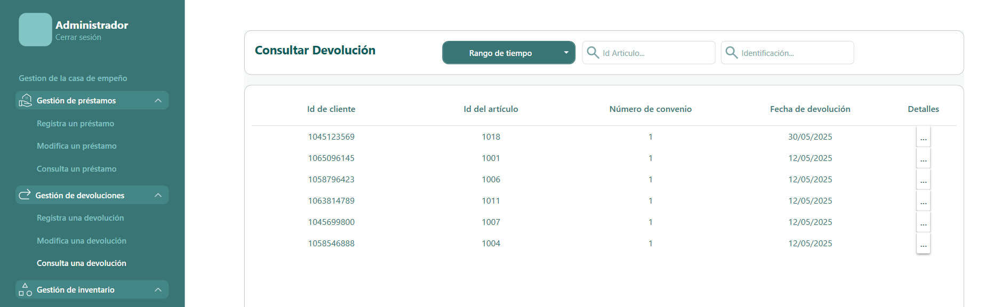 Administrador
Cerrar sesión
Gestion de la casa de empeño
Gestión de préstamos
Registra un préstamo
Modifica un préstamo
Consulta un préstamo
Gestión de devoluciones
Registra una devolución
Modifica una devolución
Consulta una devolución
Gestión de inventario
Consultar Devolución
Rango de tiempo
Id Articulo...
Identificación...
Id de cliente Id del artículo Número de convenio Fecha de devolución Detalles
1045123569 1018 1 30/05/2025 ...
1065096145 1001 1 12/05/2025 ...
1058796423 1006 1 12/05/2025 ...
1063814789 1011 1 12/05/2025 ...
1045699800 1007 1 12/05/2025 ...
1058546888 1004 1 12/05/2025 ...